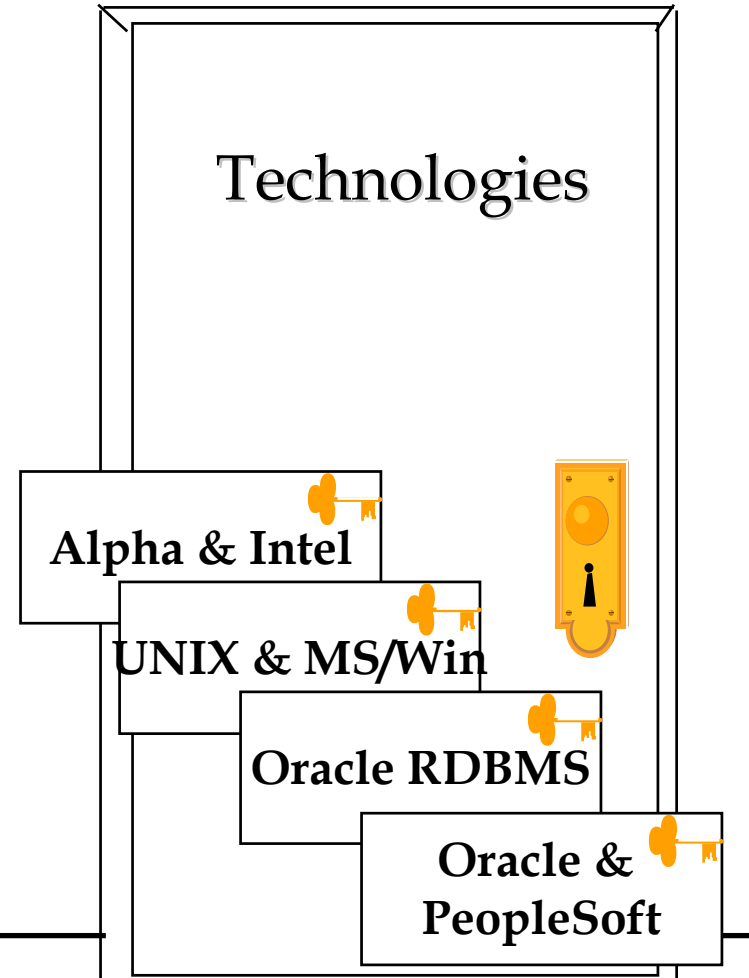 Technologies
Alpha & Intel
UNIX & MS/Win
Oracle RDBMS
Oracle &
PeopleSoft